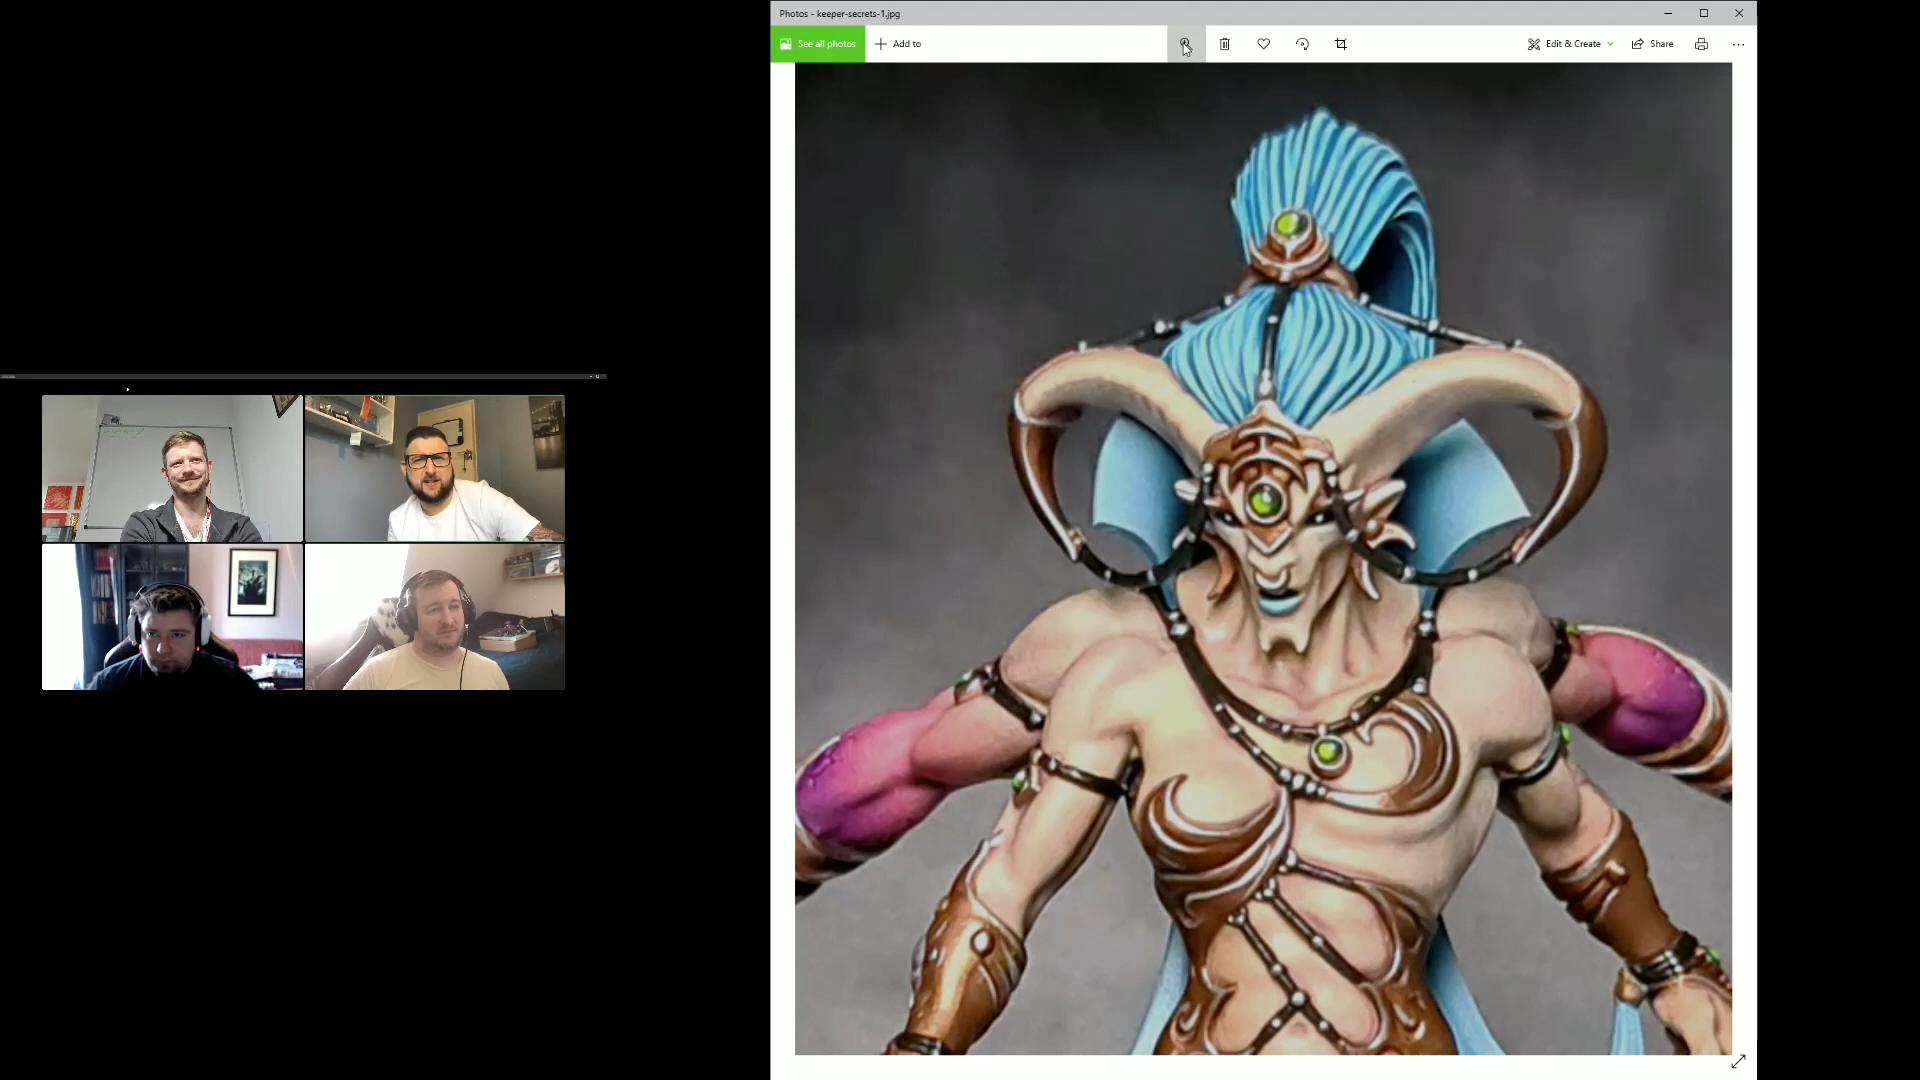 Photos - keeper-secrets-1.jpg
See all photos
Add to
Edit & Create
Share